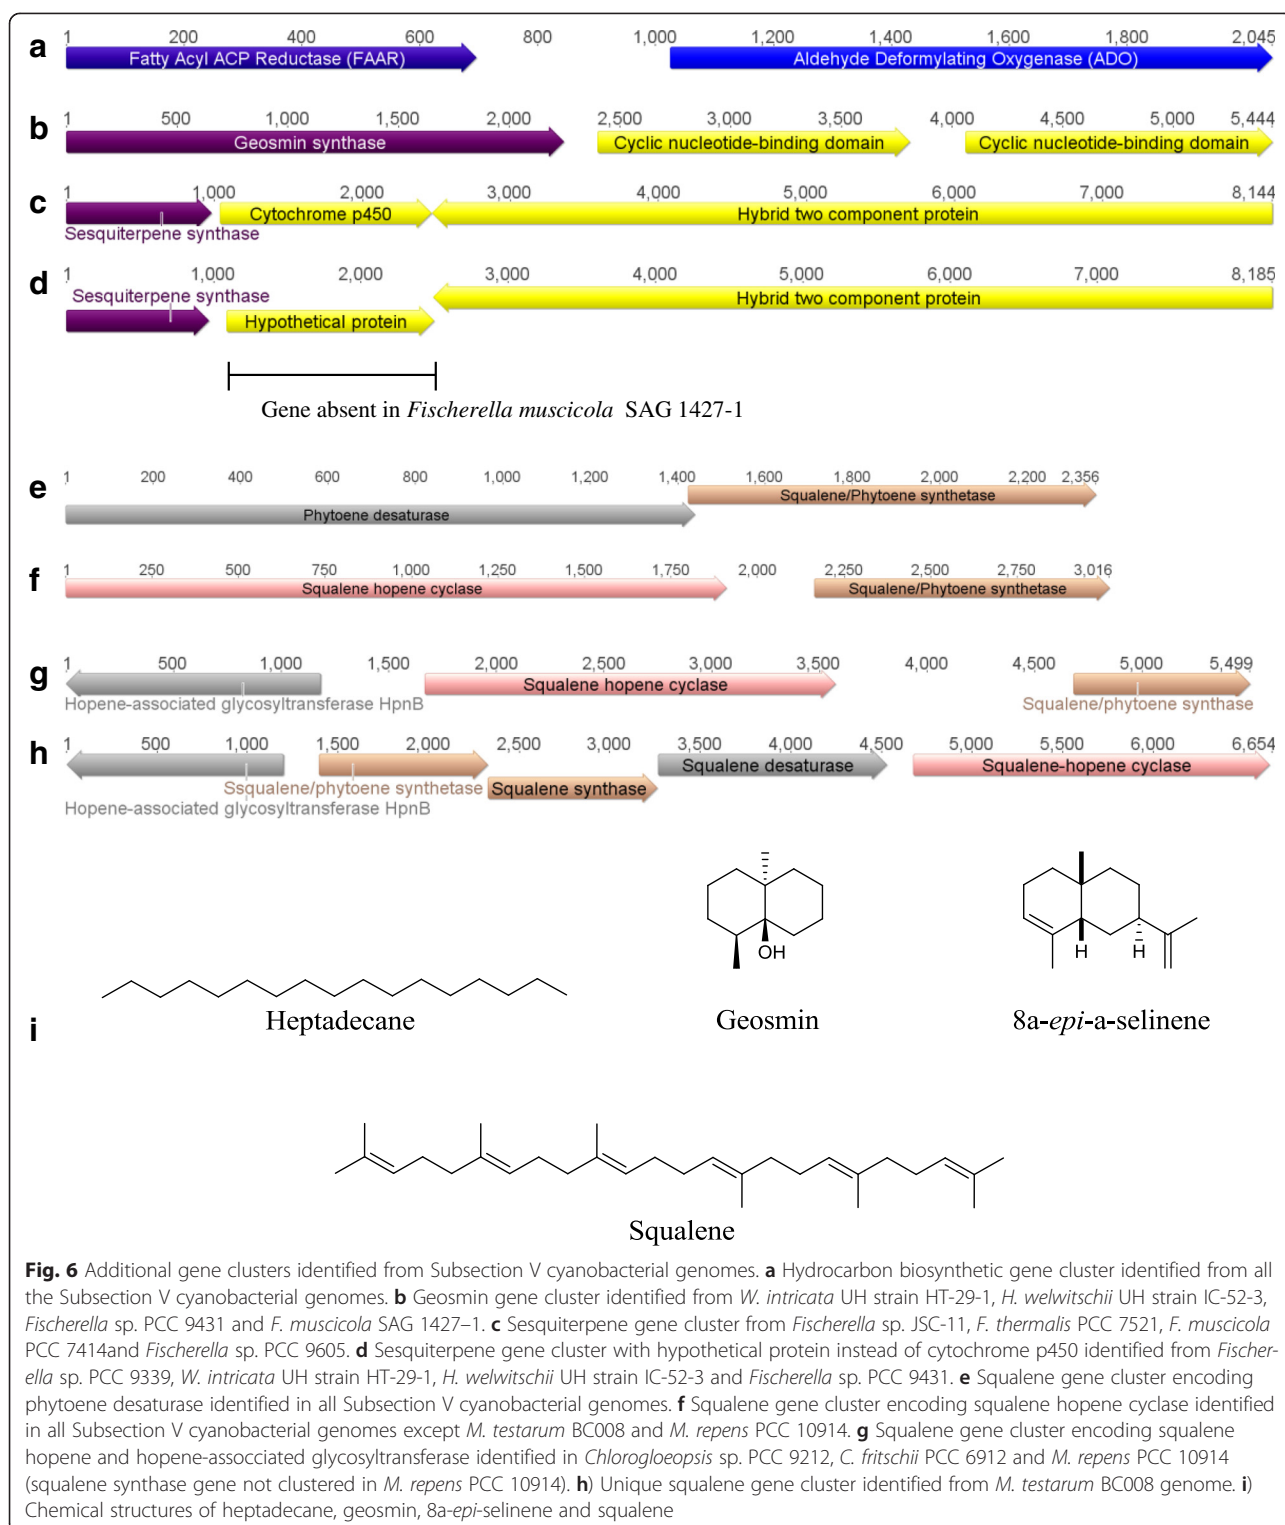 a
1 200 400 600 800 1,000 1,200 1,400 1,600 1,800 2,045
Fatty Acyl ACP Reductase (FAAR) Aldehyde Deformylating Oxygenase (ADO)
b
1 500 1,000 1,500 2,000 2,500 3,000 3,500 4,000 4,500 5,000 5,444
Geosmin synthase Cyclic nucleotide-binding domain Cyclic nucleotide-binding domain
c
1 1,000 2,000 3,000 4,000 5,000 6,000 7,000 8,144
Cytochrome p450 Hybrid two component protein
Sesquiterpene synthase
d
1 1,000 2,000 3,000 4,000 5,000 6,000 7,000 8,185
Sesquiterpene synthase Hybrid two component protein
Hypothetical protein
Gene absent in Fischerella muscicola SAG 1427-1
e
1 200 400 600 800 1,000 1,200 1,400 1,600 1,800 2,000 2,200 2,356
Squalene/Phytoene synthetase
Phytoene desaturase
f
1 250 500 750 1,000 1,250 1,500 1,750 2,000 2,250 2,500 2,750 3,016
Squalene hopene cyclase Squalene/Phytoene synthetase
g
1 500 1,000 1,500 2,000 2,500 3,000 3,500 4,000 4,500 5,000 5,499
Squalene hopene cyclase
Hopene-associated glycosyltransferase HpnB Squalene/phytoene synthase
h
1 500 1,000 1,500 2,000 2,500 3,000 3,500 4,000 4,500 5,000 5,500 6,000 6,654
Ssqualene/phytoene synthetase Squalene desaturase Squalene-hopene cyclase
Squalene synthase
Hopene-associated glycosyltransferase HpnB
OH H H
Heptadecane Geosmin 8a-epi-a-selinene
i
Squalene
Fig. 6 Additional gene clusters identified from Subsection V cyanobacterial genomes. a Hydrocarbon biosynthetic gene cluster identified from all
the Subsection V cyanobacterial genomes. b Geosmin gene cluster identified from W. intricata UH strain HT-29-1, H. welwitschii UH strain IC-52-3,
Fischerella sp. PCC 9431 and F. muscicola SAG 1427–1. c Sesquiterpene gene cluster from Fischerella sp. JSC-11, F. thermalis PCC 7521, F. muscicola
PCC 7414and Fischerella sp. PCC 9605. d Sesquiterpene gene cluster with hypothetical protein instead of cytochrome p450 identified from Fischer-
ella sp. PCC 9339, W. intricata UH strain HT-29-1, H. welwitschii UH strain IC-52-3 and Fischerella sp. PCC 9431. e Squalene gene cluster encoding
phytoene desaturase identified in all Subsection V cyanobacterial genomes. f Squalene gene cluster encoding squalene hopene cyclase identified
in all Subsection V cyanobacterial genomes except M. testarum BC008 and M. repens PCC 10914. g Squalene gene cluster encoding squalene
hopene and hopene-assocciated glycosyltransferase identified in Chlorogloeopsis sp. PCC 9212, C. fritschii PCC 6912 and M. repens PCC 10914
(squalene synthase gene not clustered in M. repens PCC 10914). h) Unique squalene gene cluster identified from M. testarum BC008 genome. i)
Chemical structures of heptadecane, geosmin, 8a-epi-selinene and squalene